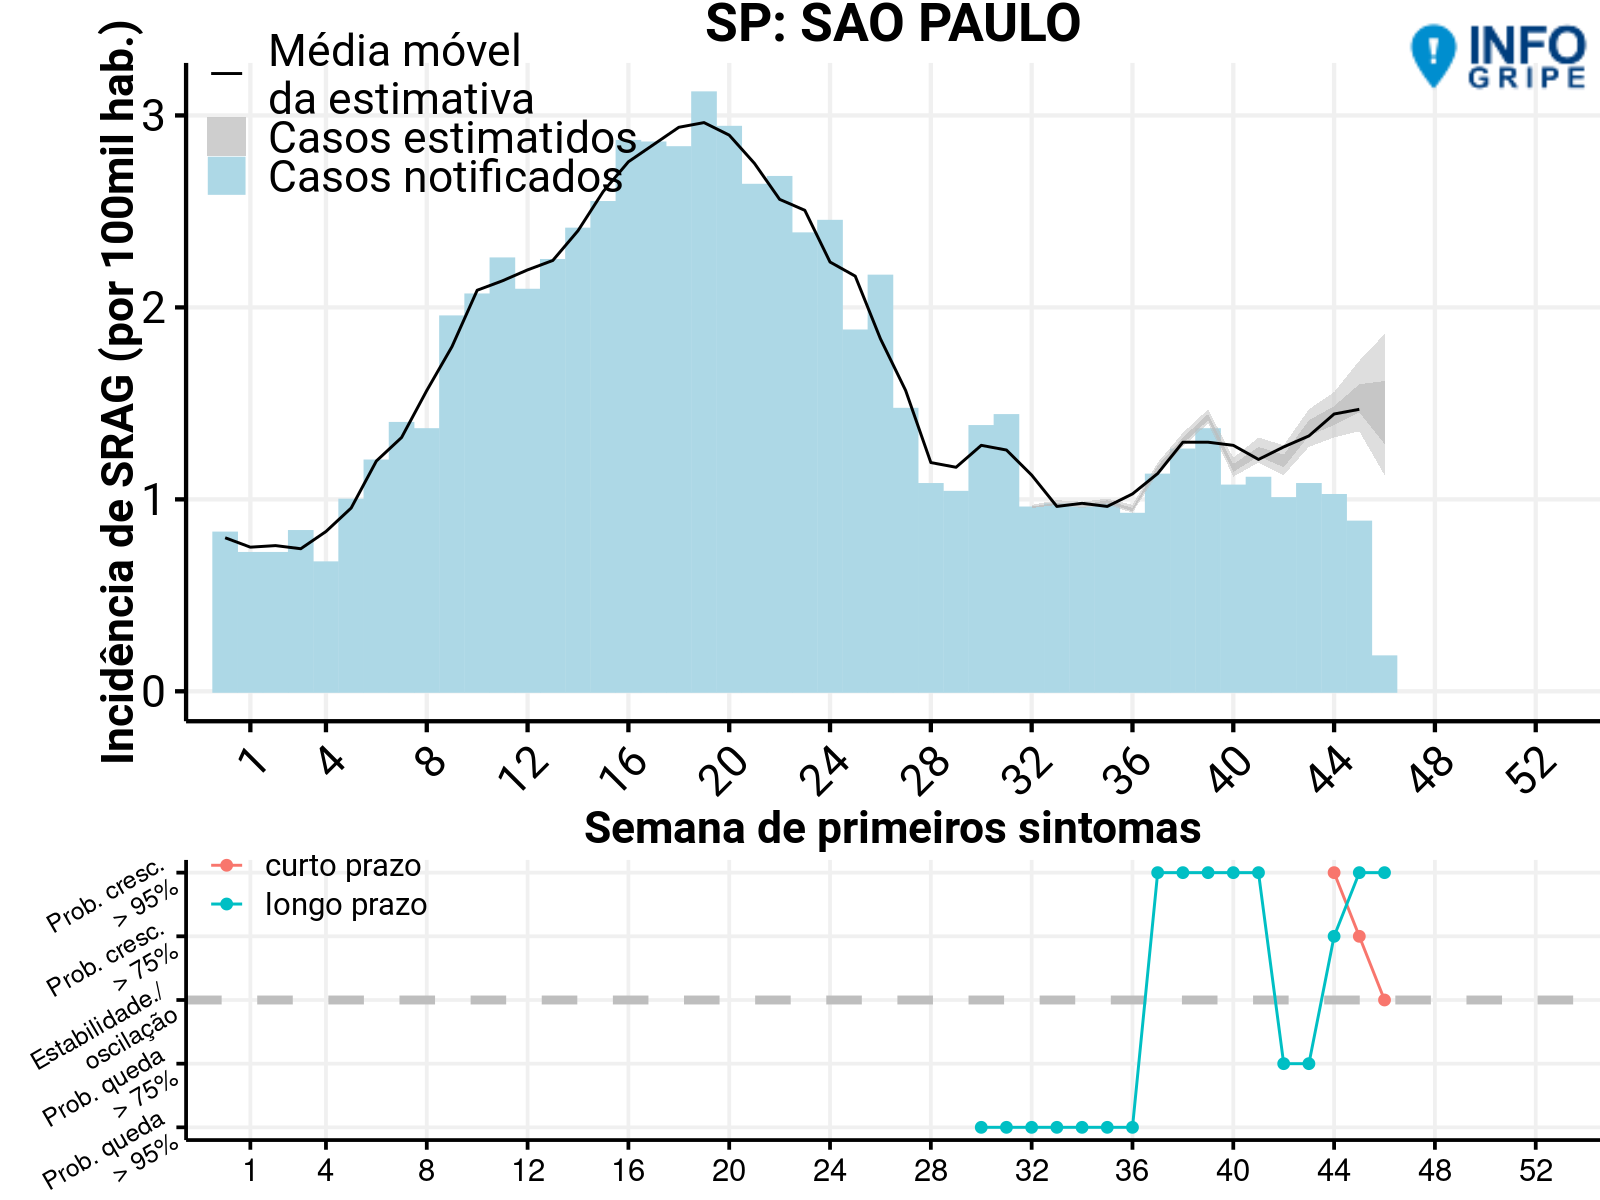 SP: SAO PAULO
INFO
GRIPE
Média móvel
da estimativa
Casos estimatidos
Casos notificados
Incidência de SRAG (por 100mil hab.)
3
2
1
0
1 4 8 12 16 20 24 28 32 36 40 44 48 52
Semana de primeiros sintomas
curto prazo
longo prazo
Prob. cresc.
> 95%
Prob. cresc.
> 75%
Estabilidade./
oscilação
Prob. queda
> 75%
Prob. queda
> 95%
1 4 8 12 16 20 24 28 32 36 40 44 48 52